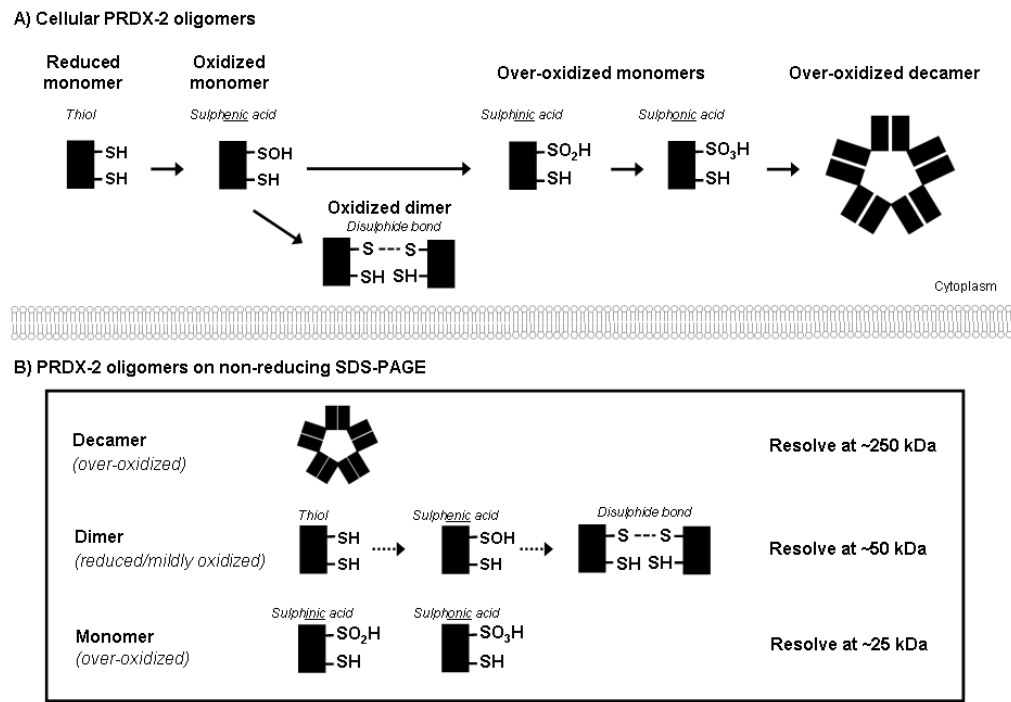 A) Cellular PRDX-2 oligomers
Reduced monomer
Oxidized monomer
Over-oxidized monomers
Over-oxidized decamer
Thiol
Sulphenic acid
Sulphinic acid
Sulphonic acid
SH
SH
SOH
SH
SO2H
SH
SO3H
SH
Oxidized dimer
Disulphide bond
S --- S
SH SH
Cytoplasm
B) PRDX-2 oligomers on non-reducing SDS-PAGE
Decamer
(over-oxidized)
Resolve at ~250 kDa
Dimer
(reduced/mildly oxidized)
Thiol
SH
SH
Sulphenic acid
SOH
SH
Disulphide bond
S --- S
SH SH
Resolve at ~50 kDa
Monomer
(over-oxidized)
Sulphinic acid
SO2H
SH
Sulphonic acid
SO3H
SH
Resolve at ~25 kDa